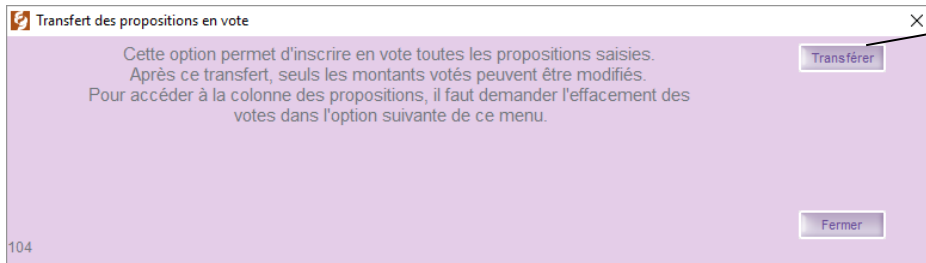 Transfert des propositions en vote
Cette option permet d'inscrire en vote toutes les propositions saisies.
Transférer
Après ce transfert, seuls les montants votés peuvent être modifiés.
Pour accéder à la colonne des propositions, il faut demander l'effacement des
votes dans l'option suivante de ce menu.
Fermer
104